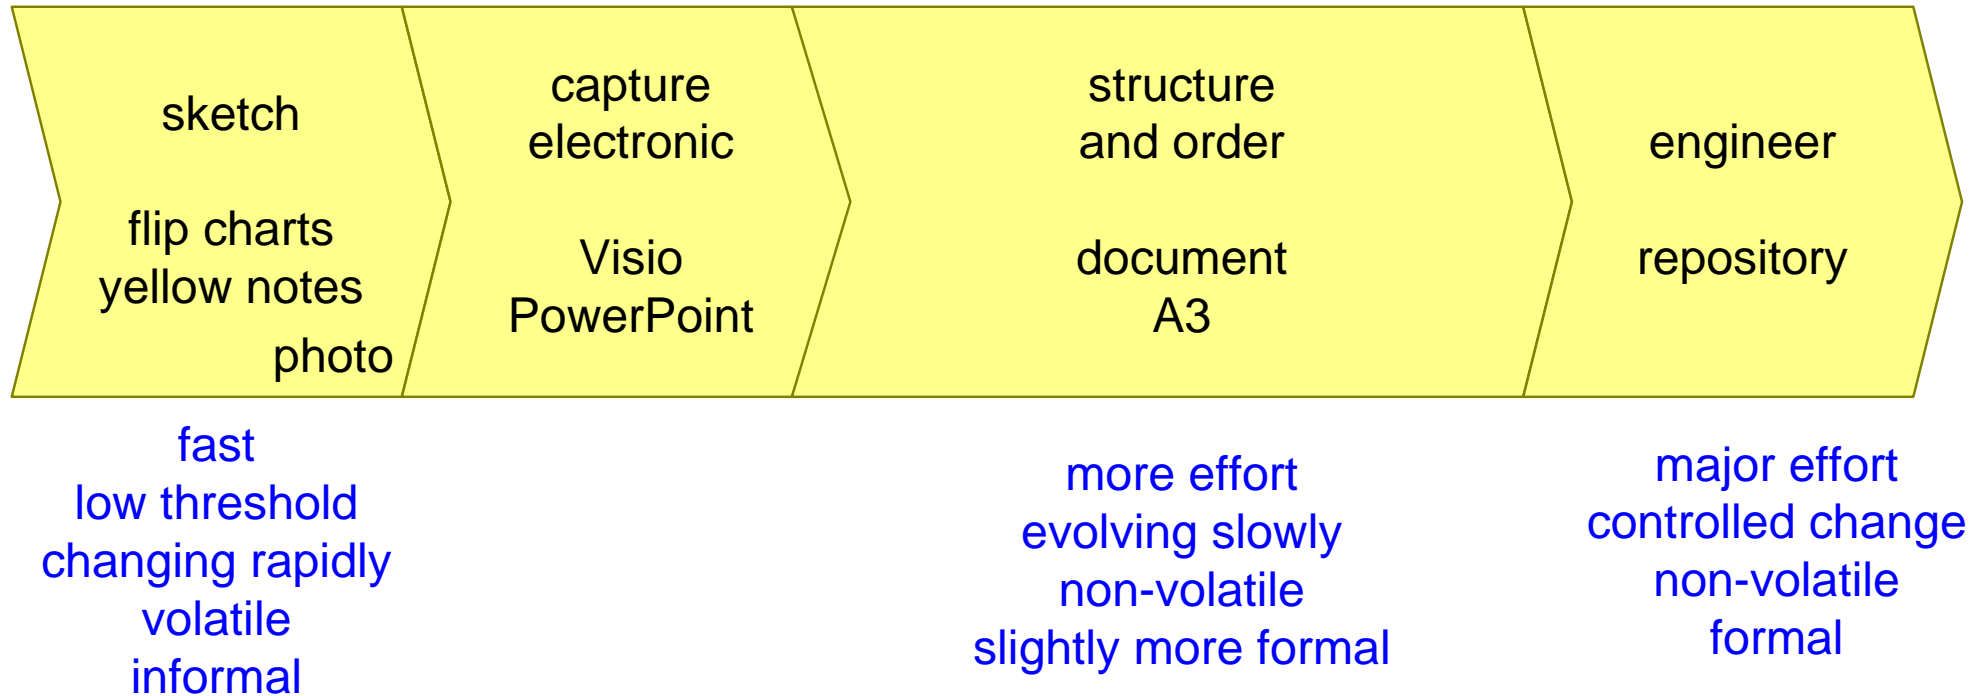 sketch
flip charts
yellow notes
photo
capture
electronic
Visio
PowerPoint
structure
and order
document
A3
engineer
repository
fast
low threshold
changing rapidly
volatile
informal
more effort
evolving slowly
non-volatile
slightly more formal
major effort
controlled change
non-volatile
formal